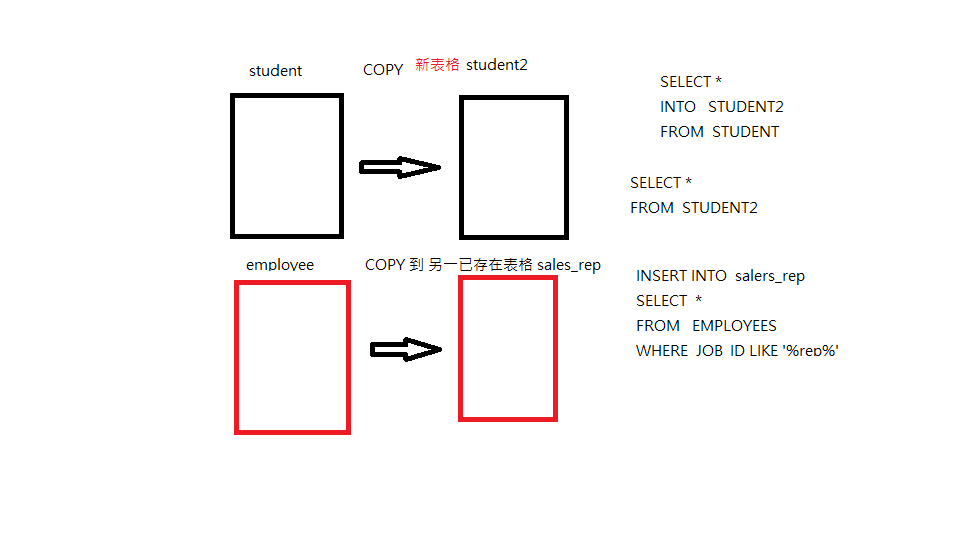 student
COPY 新表格 student2
SELECT *
INTO STUDENT2
FROM STUDENT
SELECT *
FROM STUDENT2
employee
COPY 到 另一已存在表格 sales_rep
INSERT INTO salers_rep
SELECT *
FROM EMPLOYEES
WHERE JOB_ID LIKE '%rep%'